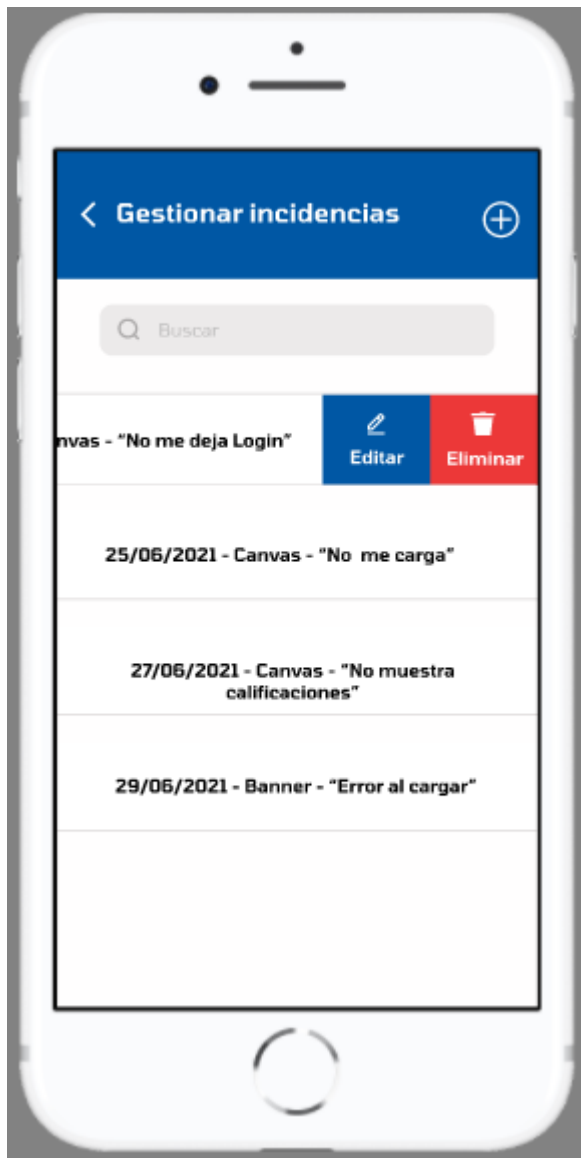 Gestionar incidencias
Buscar
nvas - “No me deja Login”
Editar
Eliminar
25/06/2021 - Canvas - “No me carga”
27/06/2021 - Canvas - “No muestra
calificaciones”
29/06/2021 - Banner - “Error al cargar”